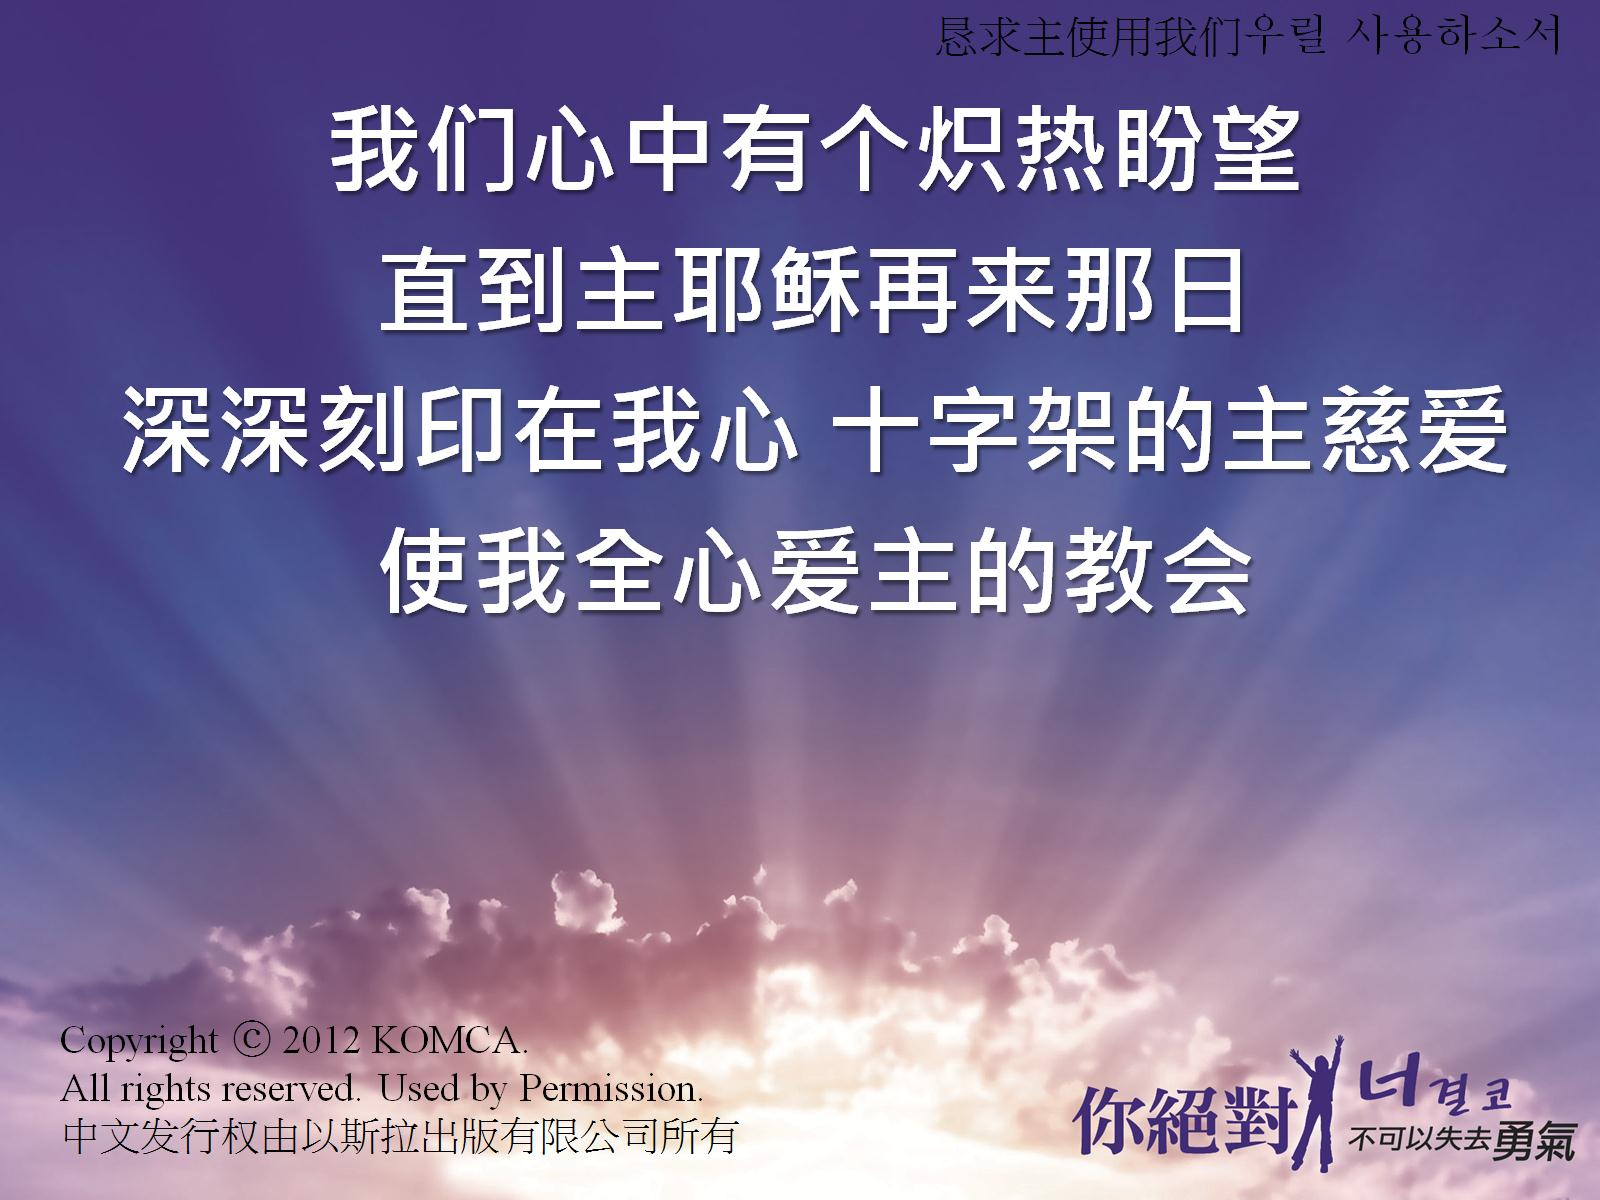 恳求主使用我们우릴 사용하소서
我们心中有个炽热盼望
直到主耶稣再来那日
深深刻印在我心 十字架的主慈爱
使我全心爱主的教会
Copyright ⓒ 2012 KOMCA.
All rights reserved. Used by Permission.
中文发行权由以斯拉出版有限公司所有
你絕對 너 결코
不可以失去勇氣